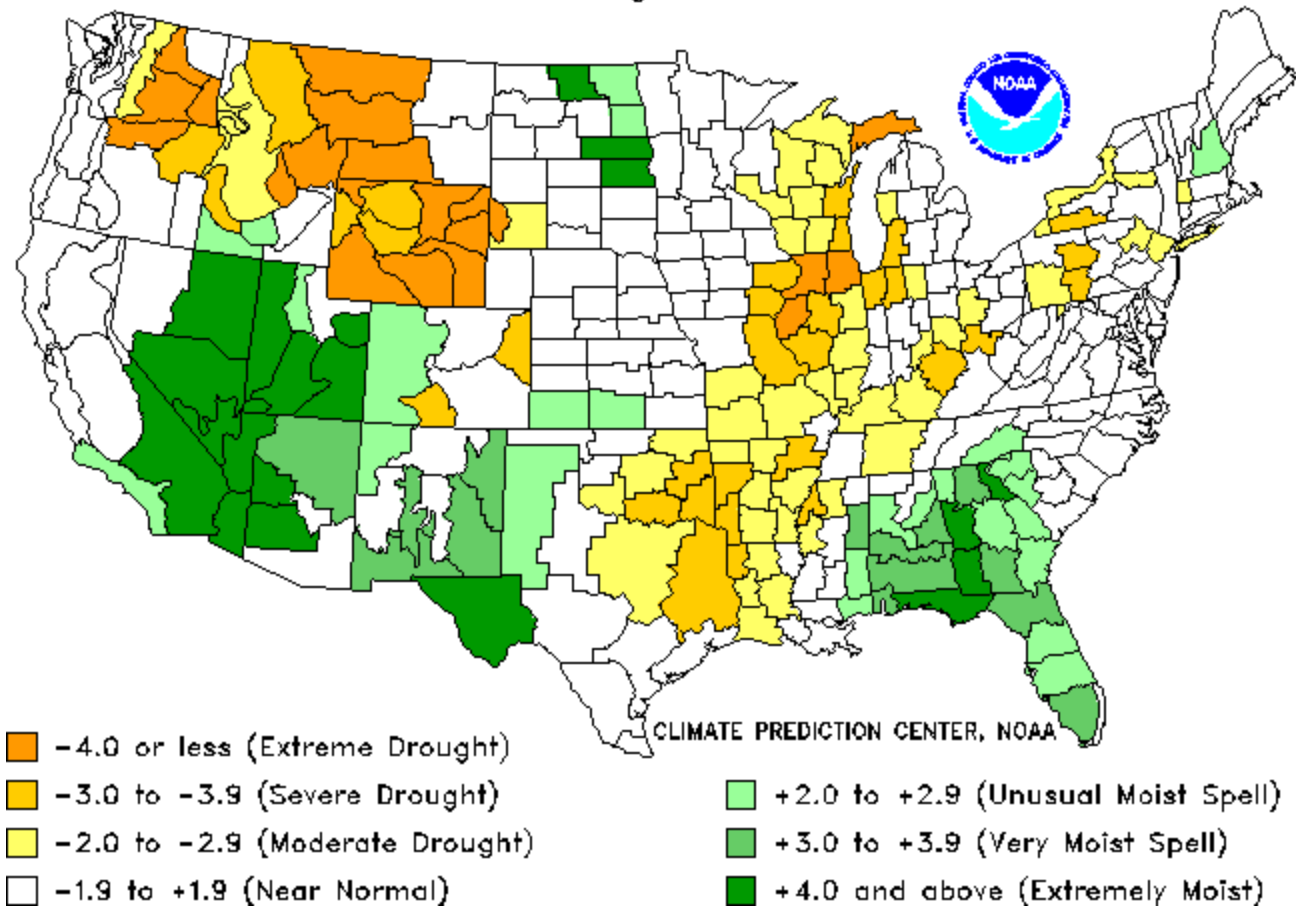 NOAA
CLIMATE PREDICTION CENTER, NOAA
-4.0 or less (Extreme Drought)
-3.0 to -3.9 (Severe Drought)
-2.0 to -2.9 (Moderate Drought)
-1.9 to +1.9 (Near Normal)
+2.0 to +2.9 (Unusual Moist Spell)
+3.0 to +3.9 (Very Moist Spell)
+4.0 and above (Extremely Moist)